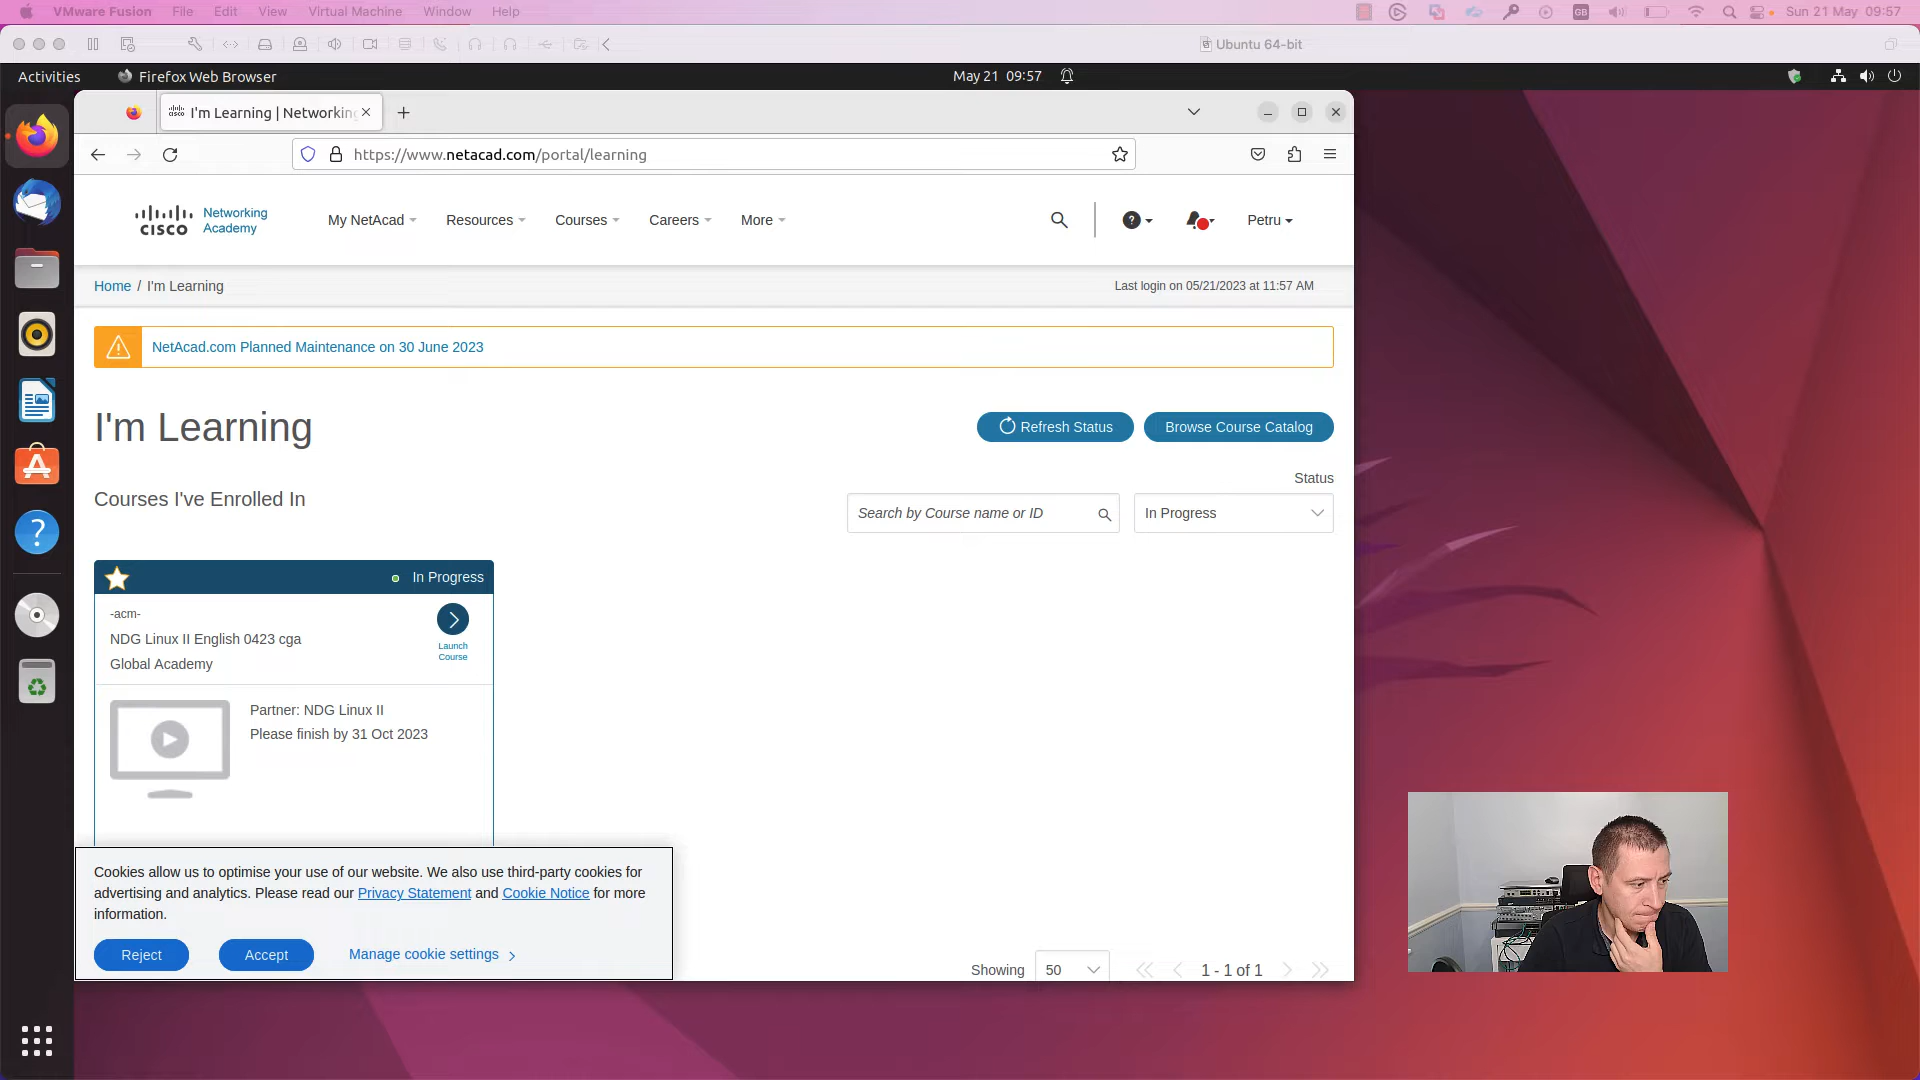 VMware Fusion File Edit View Virtual Machine Window Help
GB Sun 21 May 09:57
Ubuntu 64-bit
Activities Firefox Web Browser May 21 09:57
I'm Learning | Networking
https://www.netacad.com/portal/learning
cisco Networking Academy
My NetAcad Resources Courses Careers More
Petru
Home / I'm Learning
Last login on 05/21/2023 at 11:57 AM
NetAcad.com Planned Maintenance on 30 June 2023
I'm Learning
Refresh Status Browse Course Catalog
Status
Courses I've Enrolled In
Search by Course name or ID In Progress
In Progress
-acm-
NDG Linux II English 0423 cga
Global Academy
Launch
Course
Partner: NDG Linux II
Please finish by 31 Oct 2023
Cookies allow us to optimise your use of our website. We also use third-party cookies for
advertising and analytics. Please read our Privacy Statement and Cookie Notice for more
information.
Reject Accept Manage cookie settings
Showing 50 1 - 1 of 1